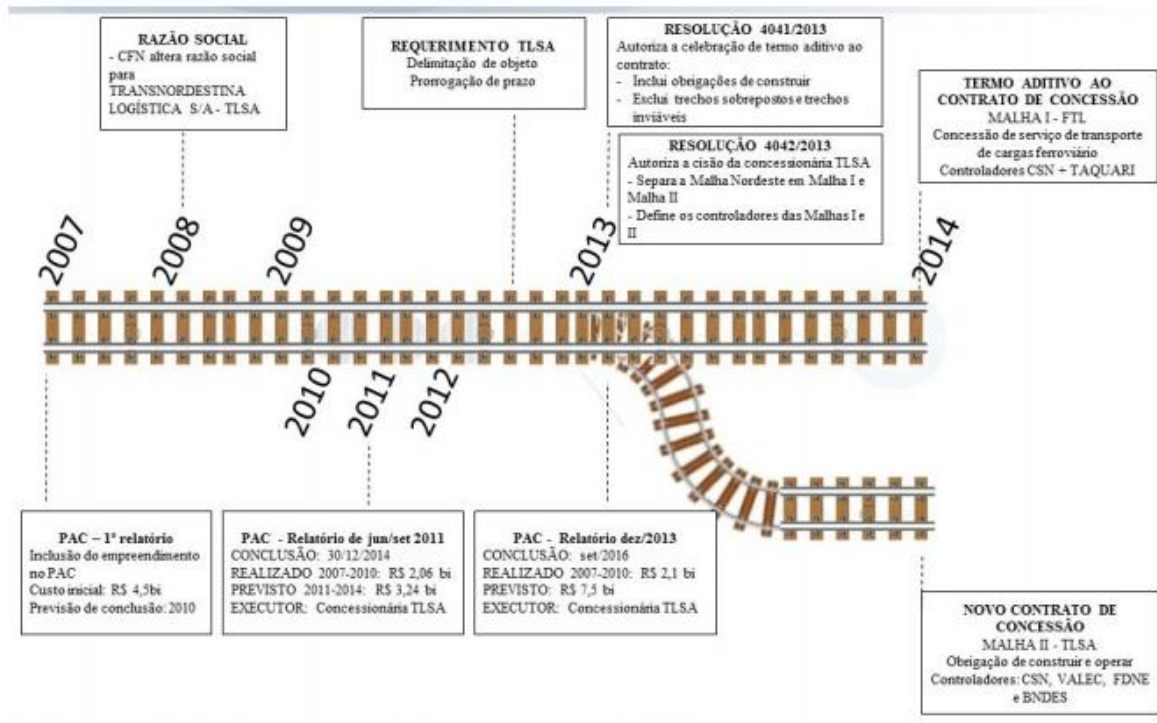 RAZÃO SOCIAL
- CFN altera razão social
para
TRANSNORDESTINA
LOGÍSTICA S/A - TLSA
REQUERIMENTO TLSA
Delimitação de objeto
Prorrogação de prazo
RESOLUÇÃO 4041/2013
Autoriza a celebração de termo aditivo ao
contrato:
- Inclui obrigações de construir
- Exclui trechos sobrepostos e trechos
inviáveis
RESOLUÇÃO 4042/2013
Autoriza a cisão da concessionária TLSA
- Separa a Malha Nordeste em Malha I e
Malha II
- Define os controladores das Malhas I e
II
TERMO ADITIVO AO
CONTRATO DE CONCESSÃO
MALHA I - FTL
Concessão de serviço de transporte
de cargas ferroviário
Controladores CSN + TAQUARI
2007
2008
2009
2013
2014
2010
2011
2012
PAC – 1º relatório
Inclusão do empreendimento
no PAC
Custo inicial: R$ 4,5bi
Previsão de conclusão: 2010
PAC - Relatório de jun/set 2011
CONCLUSÃO: 30/12/2014
REALIZADO 2007-2010: R$ 2,06 bi
PREVISTO 2011-2014: R$ 3,24 bi
EXECUTOR: Concessionária TLSA
PAC - Relatório dez/2013
CONCLUSÃO: set/2016
REALIZADO 2007-2010: R$ 2,1 bi
PREVISTO: R$ 7,5 bi
EXECUTOR: Concessionária TLSA
NOVO CONTRATO DE
CONCESSÃO
MALHA II - TLSA
Obrigação de construir e operar
Controladores: CSN, VALEC, FDNE
e BNDES